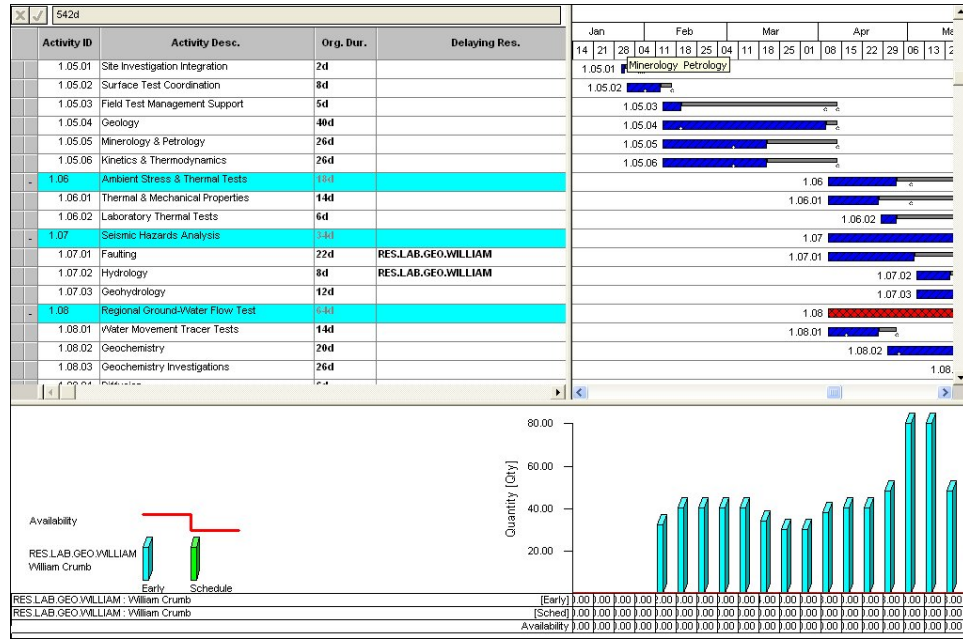 542d
Activity ID Activity Desc. Org. Dur. Delaying Res.
Jan Feb Mar Apr
14 21 28 04 11 18 25 04 11 18 25 01 08 15 22 29 06 13
Minerology Petrology
1.05.01 Site Investigation Integration 2d 1.05.01
1.05.02 Surface Test Coordination 8d 1.05.02
1.05.03 Field Test Management Support 5d 1.05.03
1.05.04 Geology 40d 1.05.04
1.05.05 Minerology & Petrology 26d 1.05.05
1.05.06 Kinetics & Thermodynamics 26d 1.05.06
- 1.06 Ambient Stress & Thermal Tests 18d 1.06
1.06.01 Thermal & Mechanical Properties 14d 1.06.01
1.06.02 Laboratory Thermal Tests 6d 1.06.02
- 1.07 Seismic Hazards Analysis 34d 1.07
1.07.01 Faulting 22d RES.LAB.GEO.WILLIAM 1.07.01
1.07.02 Hydrology 8d RES.LAB.GEO.WILLIAM 1.07.02
1.07.03 Geohydrology 12d 1.07.03
- 1.08 Regional Ground-Water Flow Test 64d 1.08
1.08.01 Water Movement Tracer Tests 14d 1.08.01
1.08.02 Geochemistry 20d 1.08.02
1.08.03 Geochemistry Investigations 26d 1.08.
80.00
60.00
40.00
20.00
Quantity [Qty]
Availability
RES.LAB.GEO.WILLIAM
William Crumb
Early Schedule
RES.LAB.GEO.WILLIAM : William Crumb [Early]
RES.LAB.GEO.WILLIAM : William Crumb [Sched]
Availability